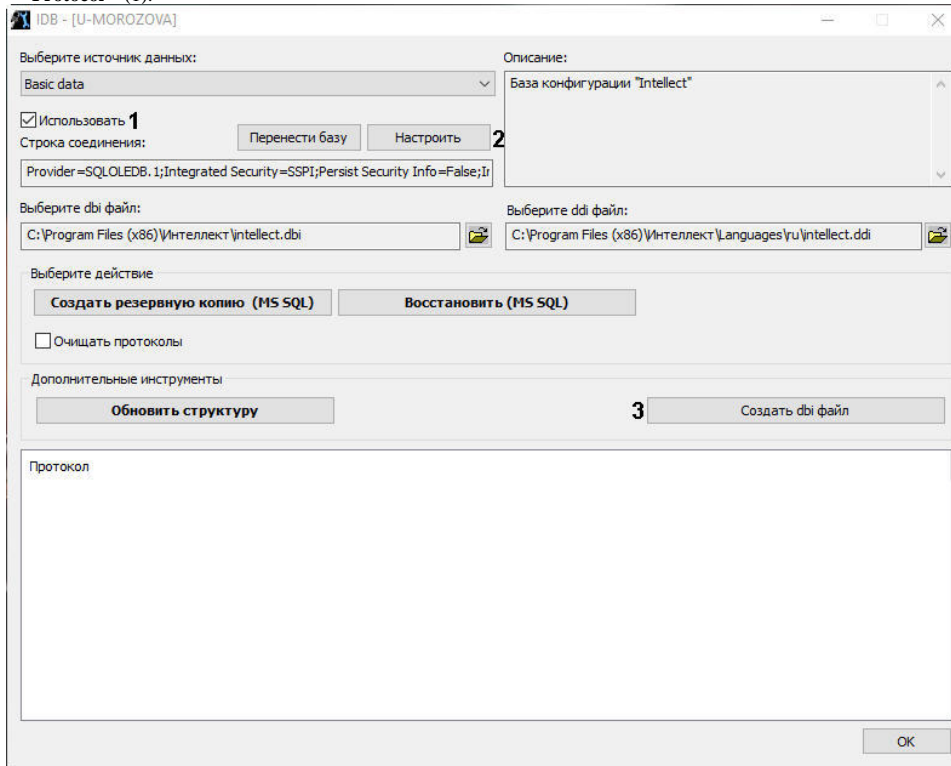 IDB - [U-MOROZOVA]
Выберите источник данных:
Описание:
Basic data
База конфигурации "Intellect"
Использовать 1
Строка соединения:
Перенести базу
Настроить 2
Provider=SQLOLEDB.1;Integrated Security=SSPI;Persist Security Info=False;Ir
Выберите dbi файл:
Выберите ddi файл:
C:\Program Files (x86)\Интеллект\intellect.dbi
C:\Program Files (x86)\Интеллект\Languages\ru\intellect.ddi
Выберите действие
Создать резервную копию (MS SQL)
Восстановить (MS SQL)
Очищать протоколы
Дополнительные инструменты
Обновить структуру
3 Создать dbi файл
Протокол
OK